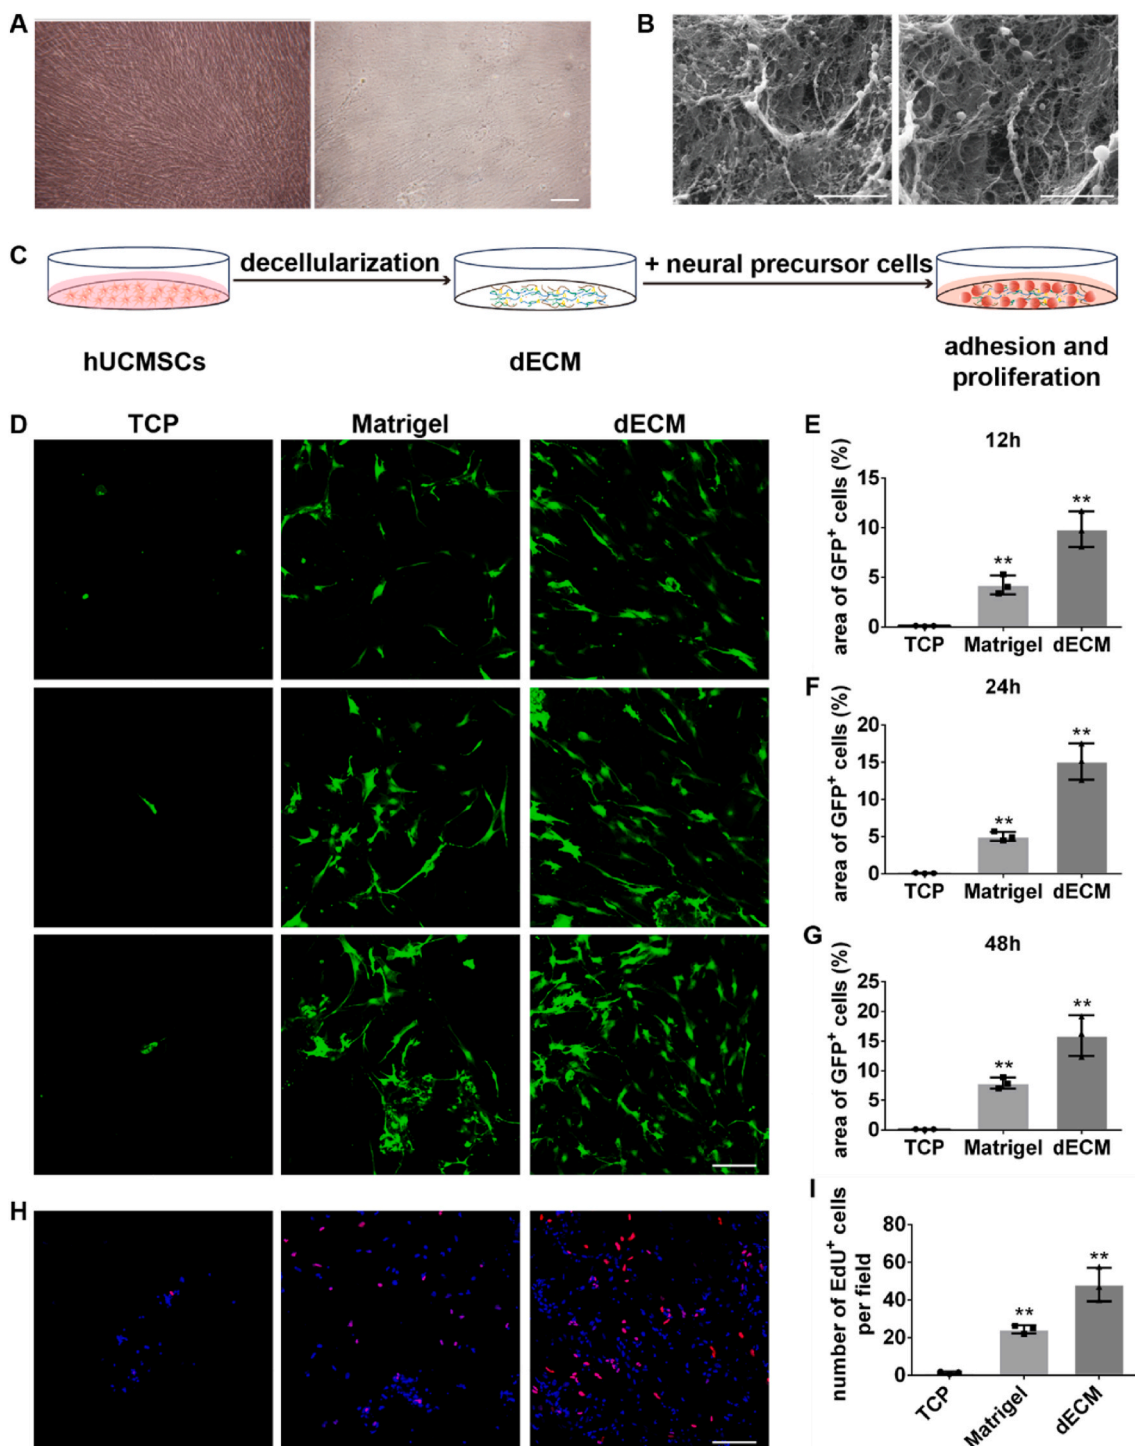 A
B
C
decellularization
+ neural precursor cells
hUCMSCs
dECM
adhesion and
proliferation
D
TCP
Matrigel
dECM
E
12h
area of GFP⁺ cells (%)
15
10
5
0
TCP
Matrigel
dECM
**
**
F
24h
area of GFP⁺ cells (%)
20
15
10
5
0
TCP
Matrigel
dECM
**
**
G
48h
area of GFP⁺ cells (%)
25
20
15
10
5
0
TCP
Matrigel
dECM
**
**
H
I
number of EdU⁺ cells
per field
80
60
40
20
0
TCP
Matrigel
dECM
**
**